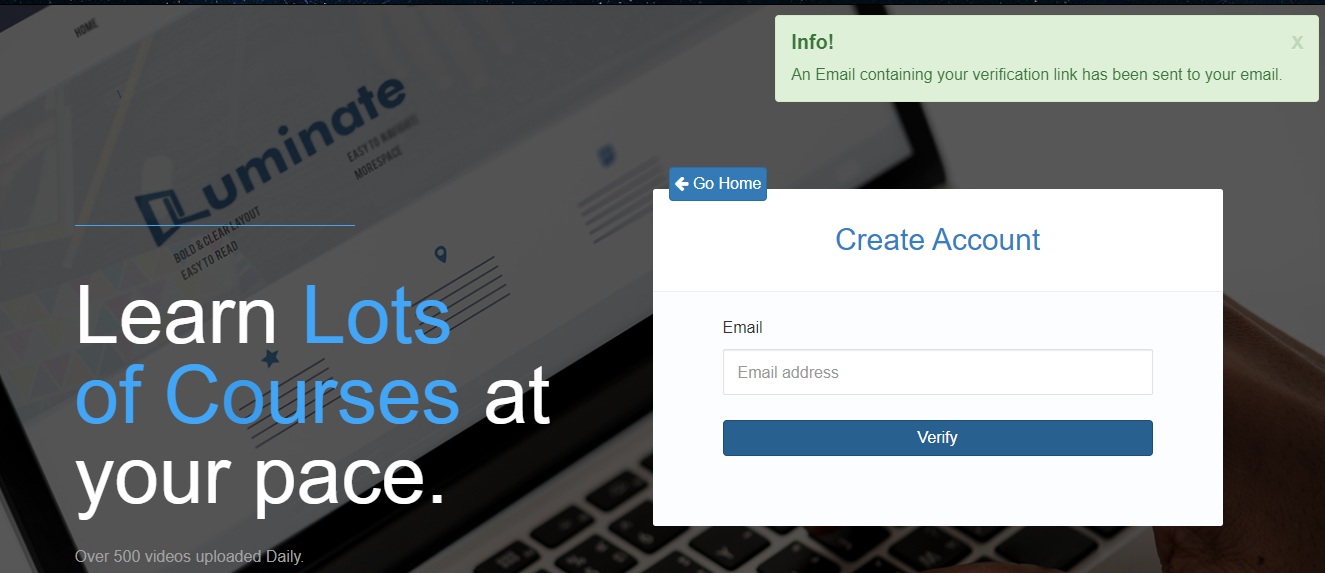 HOME
Info!
x
An Email containing your verification link has been sent to your email.
Luminate
EASY TO NAVIGATE
MORESPACE
BOLD & CLEAR LAYOUT
EASY TO READ
Go Home
Create Account
Learn Lots
of Courses at
your pace.
Over 500 videos uploaded Daily.
Email
Email address
Verify